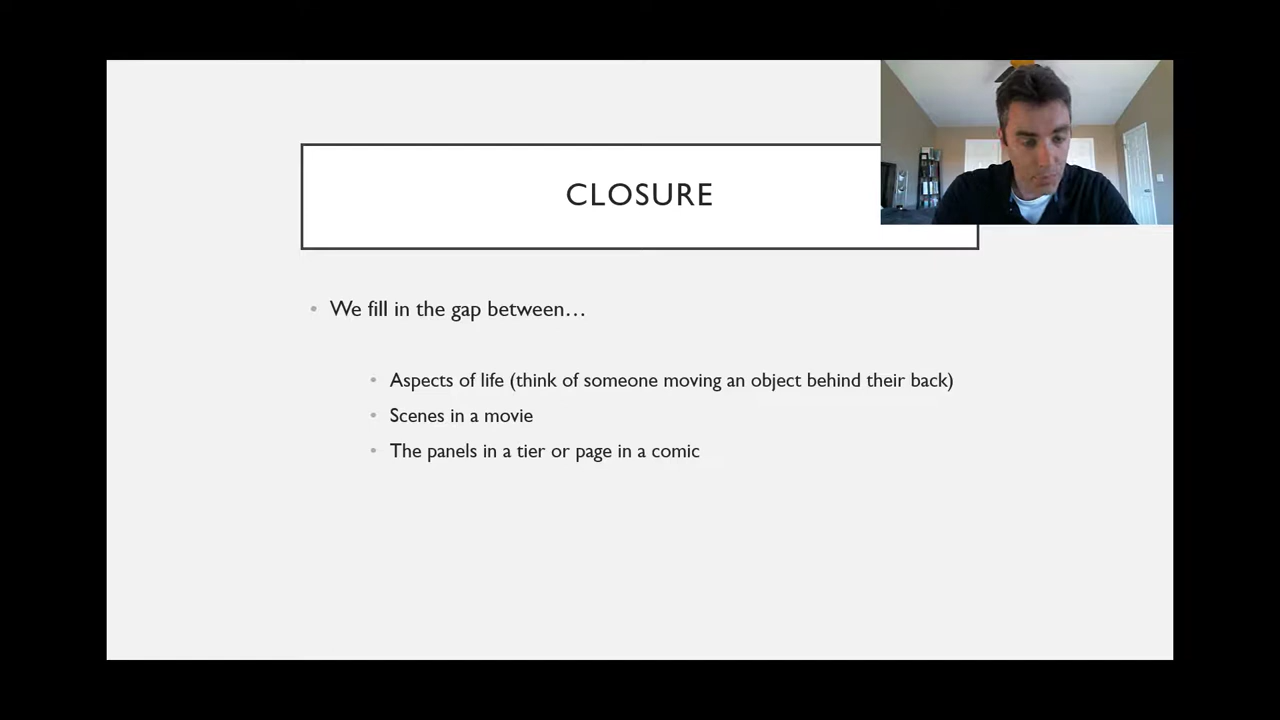 CLOSURE
We fill in the gap between…
Aspects of life (think of someone moving an object behind their back)
Scenes in a movie
The panels in a tier or page in a comic